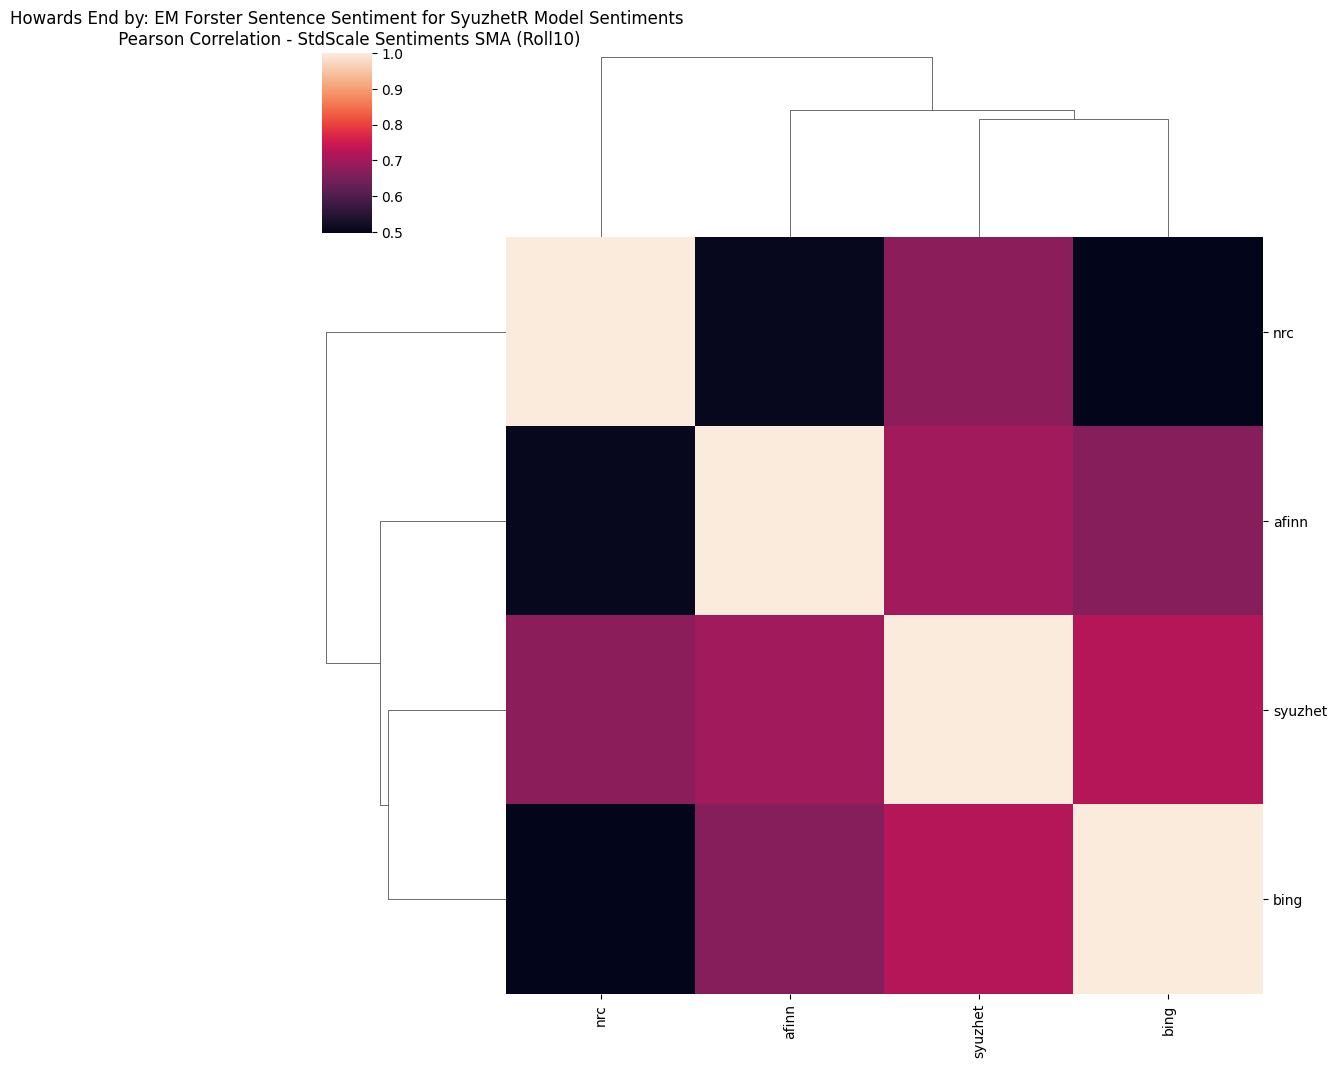 Howards End by: EM Forster Sentence Sentiment for SyuzhetR Model Sentiments
Pearson Correlation - StdScale Sentiments SMA (Roll10)
1.0
0.9
0.8
0.7
0.6
0.5
nrc
afinn
syuzhet
bing
nrc
afinn
syuzhet
bing